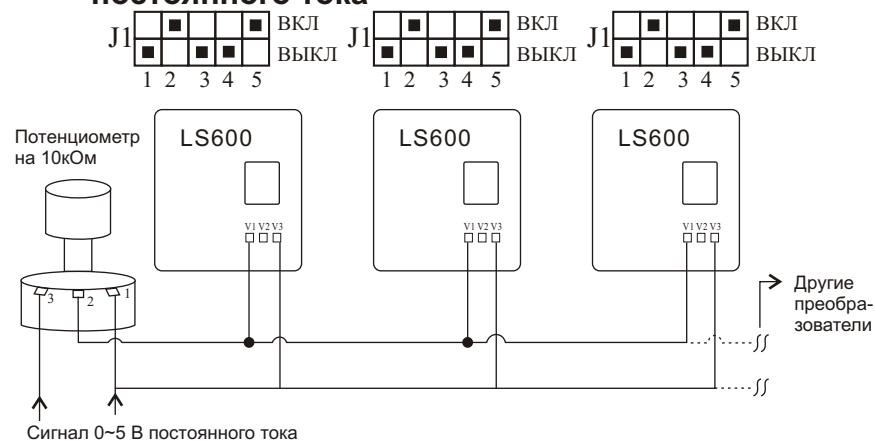 постоянного тока
J1 ВКЛ J1 ВКЛ J1 ВКЛ
ВЫКЛ ВЫКЛ ВЫКЛ
1 2 3 4 5 1 2 3 4 5 1 2 3 4 5
Потенциометр
на 10кОм
LS600 LS600 LS600
V1 V2 V3 V1 V2 V3 V1 V2 V3
3 2 1
Другие
преобра-
зователи
Сигнал 0~5 В постоянного тока